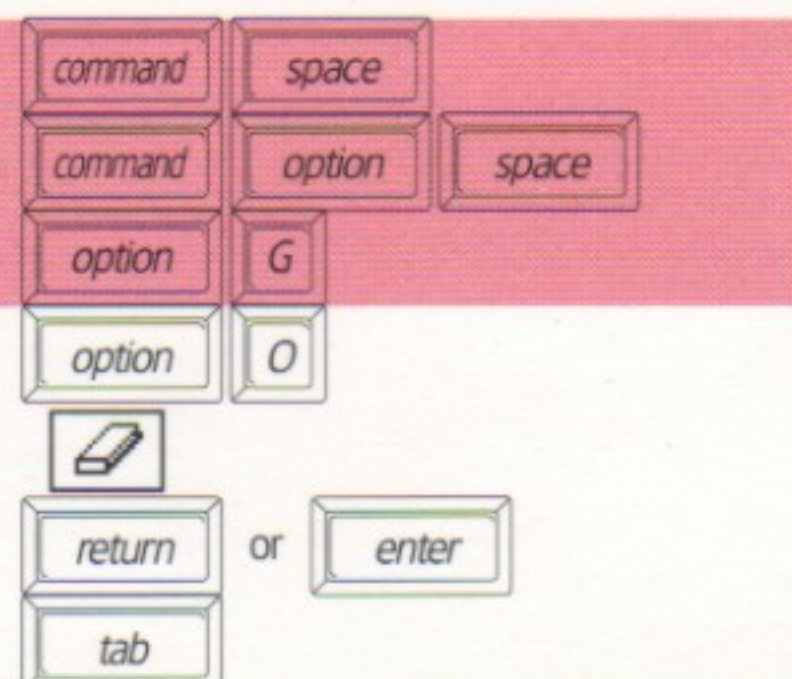 command space
command option space
option G
option O
return or enter
tab